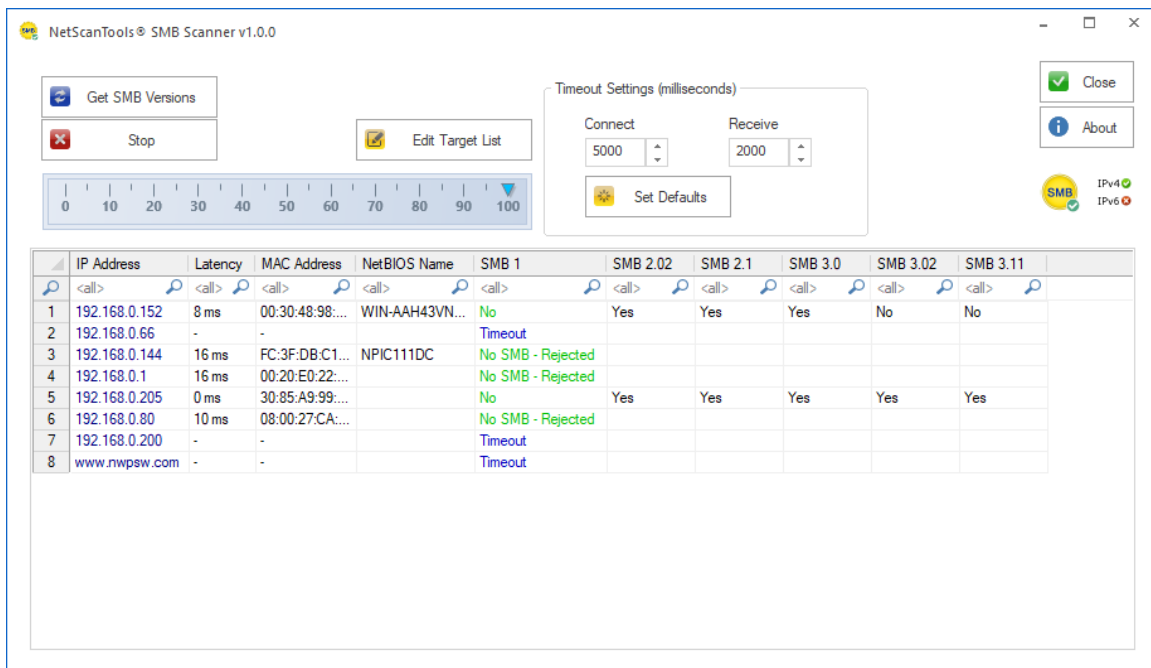 NetScanTools® SMB Scanner v1.0.0
Get SMB Versions
Stop
Edit Target List
Timeout Settings (milliseconds)
Connect Receive
5000 2000
Set Defaults
Close
About
SMB
IPv4
IPv6
0 10 20 30 40 50 60 70 80 90 100
IP Address Latency MAC Address NetBIOS Name SMB 1 SMB 2.02 SMB 2.1 SMB 3.0 SMB 3.02 SMB 3.11
<all> <all> <all> <all> <all> <all> <all> <all> <all> <all>
1 192.168.0.152 8 ms 00:30:48:98:... WIN-AAH43VN... No Yes Yes Yes No No
2 192.168.0.66 - - Timeout
3 192.168.0.144 16 ms FC:3F:DB:C1... NPIC111DC No SMB - Rejected
4 192.168.0.1 16 ms 00:20:E0:22:... No SMB - Rejected
5 192.168.0.205 0 ms 30:85:A9:99:... No Yes Yes Yes Yes Yes
6 192.168.0.80 10 ms 08:00:27:CA:... No SMB - Rejected
7 192.168.0.200 - - Timeout
8 www.nwpsw.com - - Timeout